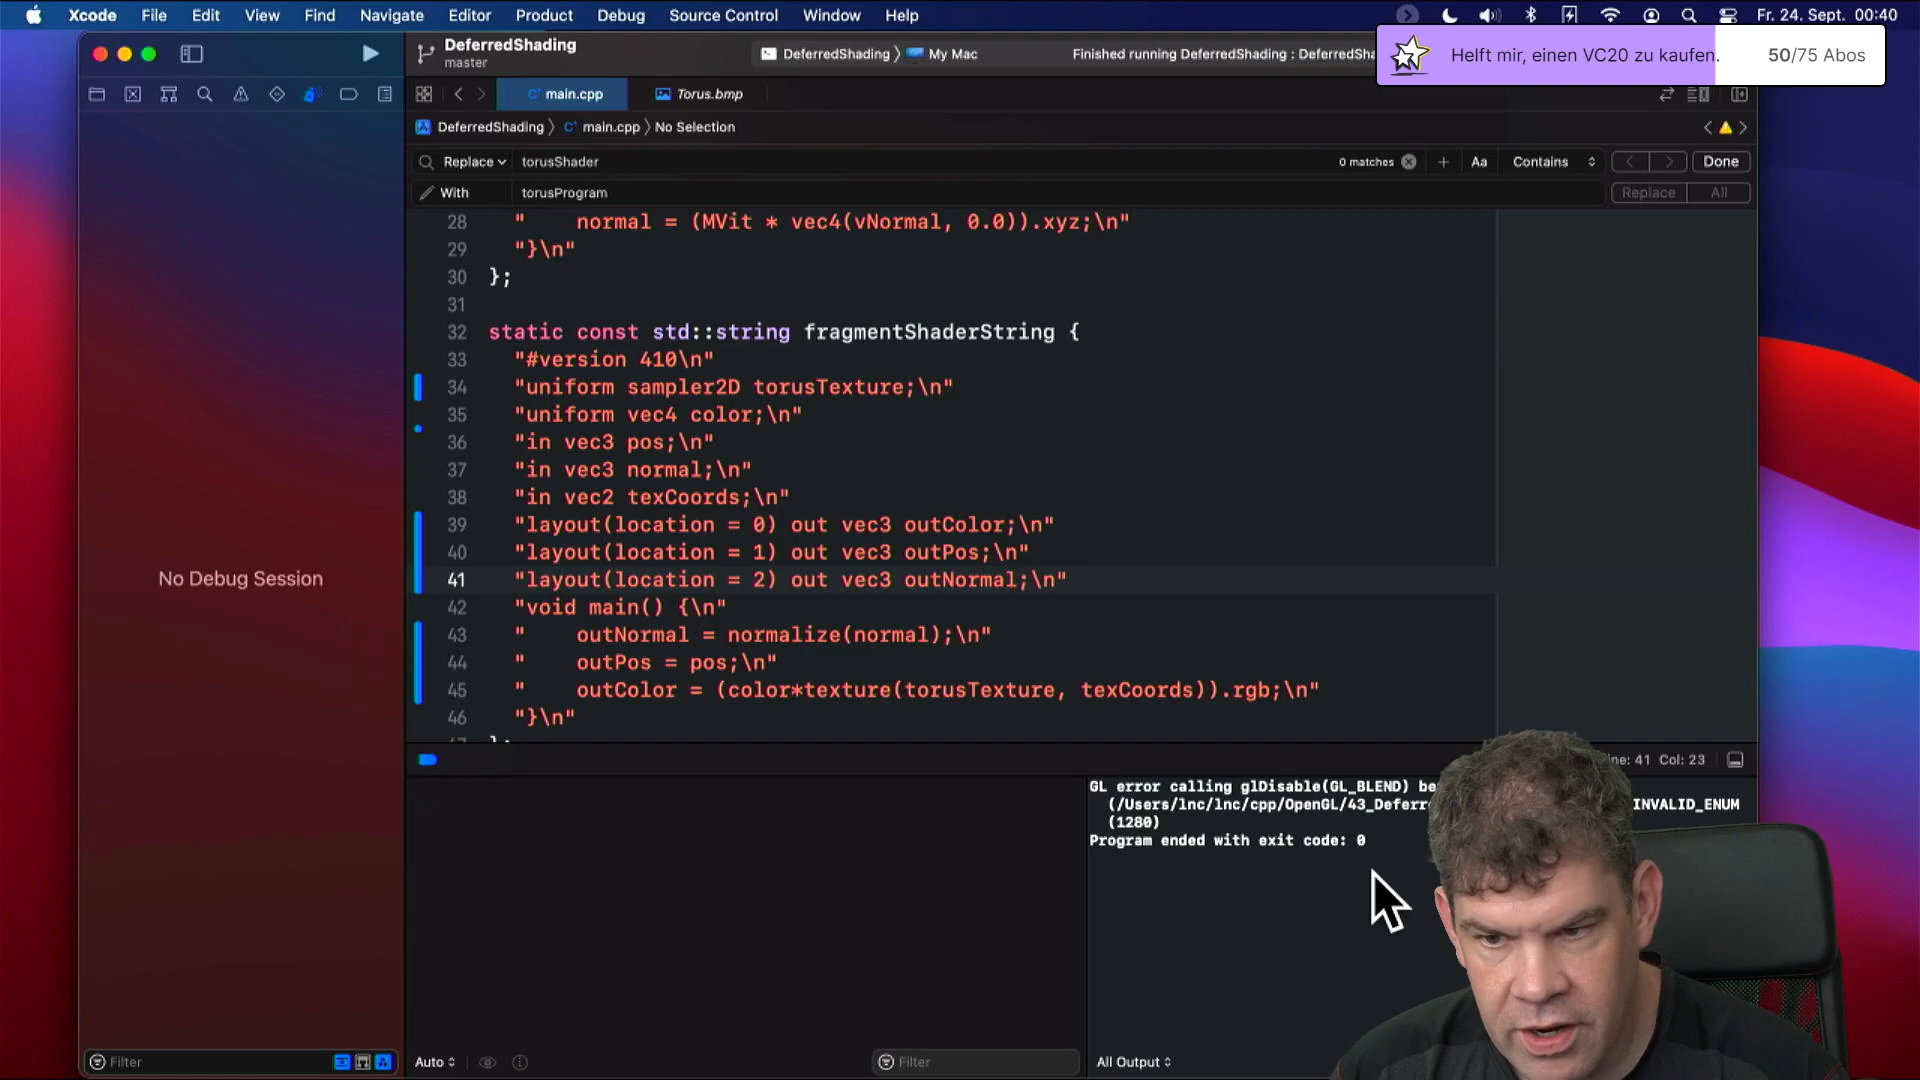 Xcode File Edit View Find Navigate Editor Product Debug Source Control Window Help Fr. 24. Sept. 00:40
DeferredShading
master
DeferredShading My Mac
Finished running DeferredShading :
Helft mir, einen VC20 zu kaufen. 50/75 Abos
main.cpp
Torus.bmp
DeferredShading main.cpp No Selection
Replace torusShader 0 matches Aa Contains Done
With torusProgram Replace All
28 "    normal = (MVit * vec4(vNormal, 0.0)).xyz;\n"
29 "}\n"
30 };
31
32 static const std::string fragmentShaderString {
33 "#version 410\n"
34 "uniform sampler2D torusTexture;\n"
35 "uniform vec4 color;\n"
36 "in vec3 pos;\n"
37 "in vec3 normal;\n"
38 "in vec2 texCoords;\n"
39 "layout(location = 0) out vec3 outColor;\n"
40 "layout(location = 1) out vec3 outPos;\n"
41 "layout(location = 2) out vec3 outNormal;\n"
42 "void main() {\n"
43 "    outNormal = normalize(normal);\n"
44 "    outPos = pos;\n"
45 "    outColor = (color*texture(torusTexture, texCoords)).rgb;\n"
46 "}\n"
No Debug Session
41 Col: 23
GL error calling glDisable(GL_BLEND)
(/Users/lnc/lnc/cpp/OpenGL/43_Deferr INVALID_ENUM
(1280)
Program ended with exit code: 0
Filter
Auto
Filter
All Output